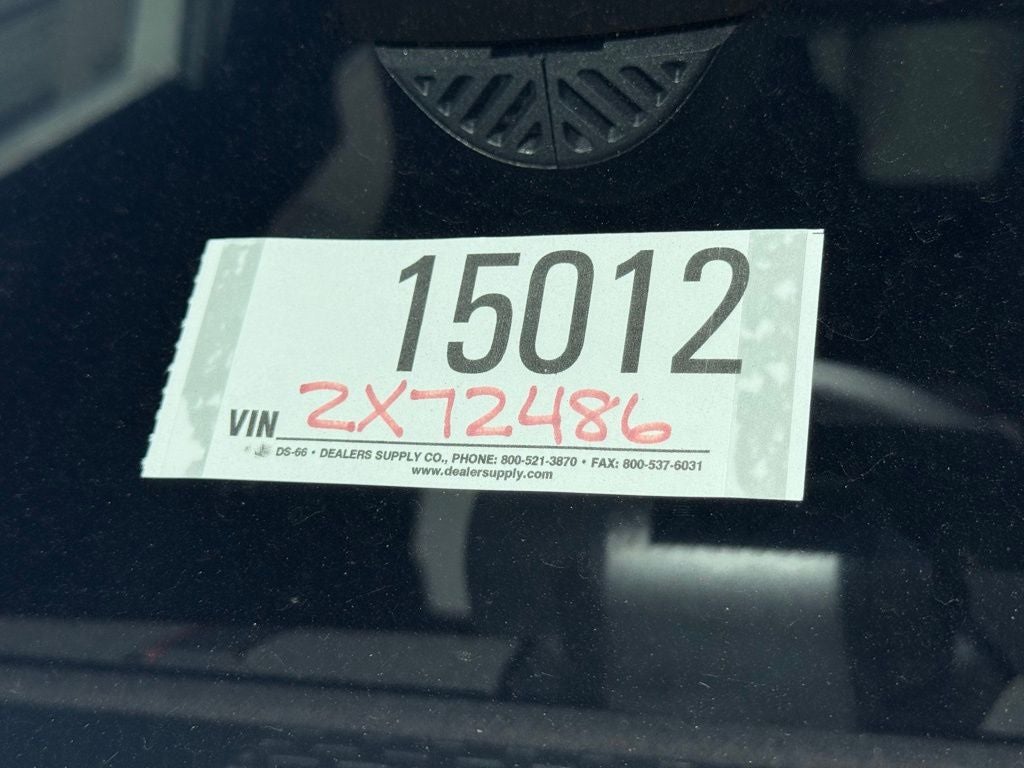 15012
VIN 2X72486
DS-66 • DEALERS SUPPLY CO., PHONE: 800-521-3870 • FAX: 800-537-6031
www.dealersupply.com